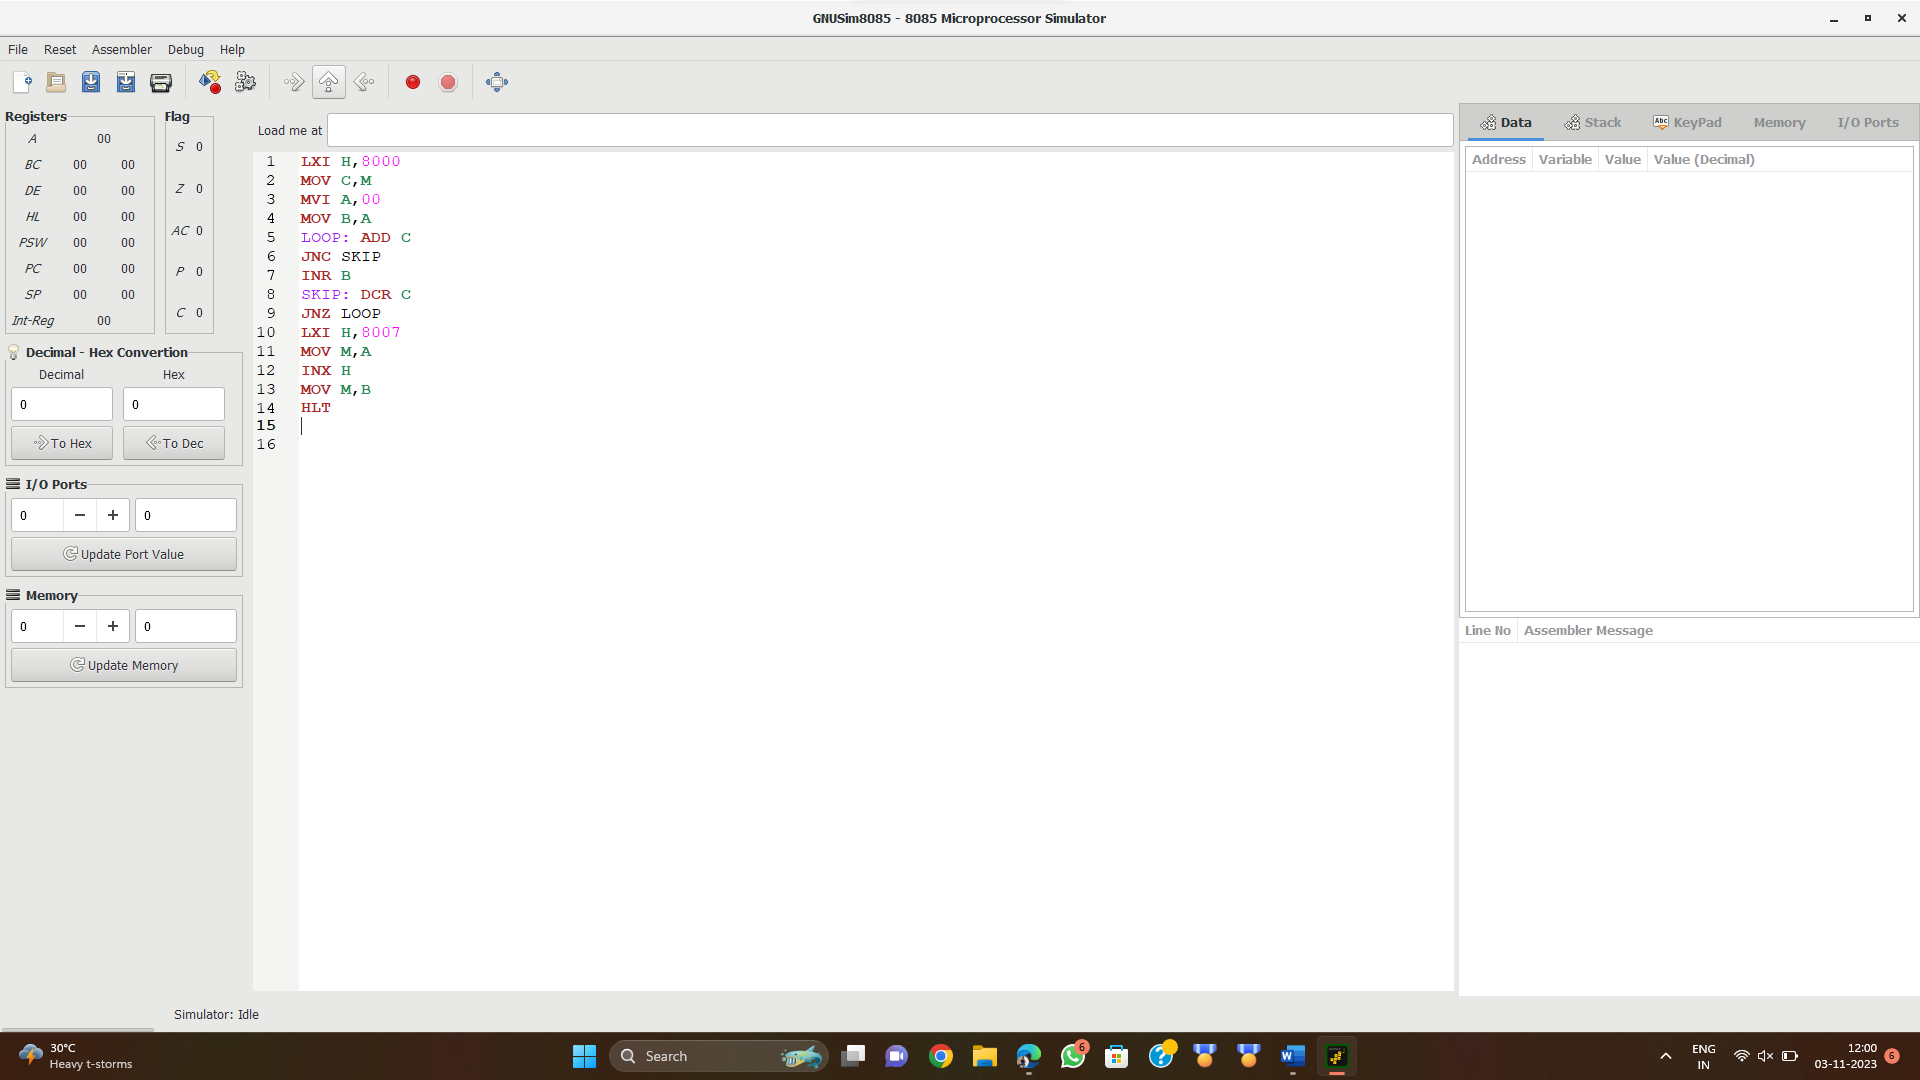 GNUSim8085 - 8085 Microprocessor Simulator
File Reset Assembler Debug Help
Registers
A 00
BC 00 00
DE 00 00
HL 00 00
PSW 00 00
PC 00 00
SP 00 00
Int-Reg 00
Flag
S 0
Z 0
AC 0
P 0
C 0
Decimal - Hex Convertion
Decimal Hex
0 0
To Hex To Dec
I/O Ports
0 − + 0
Update Port Value
Memory
0 − + 0
Update Memory
Load me at
1 LXI H,8000
2 MOV C,M
3 MVI A,00
4 MOV B,A
5 LOOP: ADD C
6 JNC SKIP
7 INR B
8 SKIP: DCR C
9 JNZ LOOP
10 LXI H,8007
11 MOV M,A
12 INX H
13 MOV M,B
14 HLT
15
16
Data Stack Abc KeyPad Memory I/O Ports
Address Variable Value Value (Decimal)
Line No Assembler Message
Simulator: Idle
30°C
Heavy t-storms
Search
6
ENG
IN
12:00
03-11-2023
6